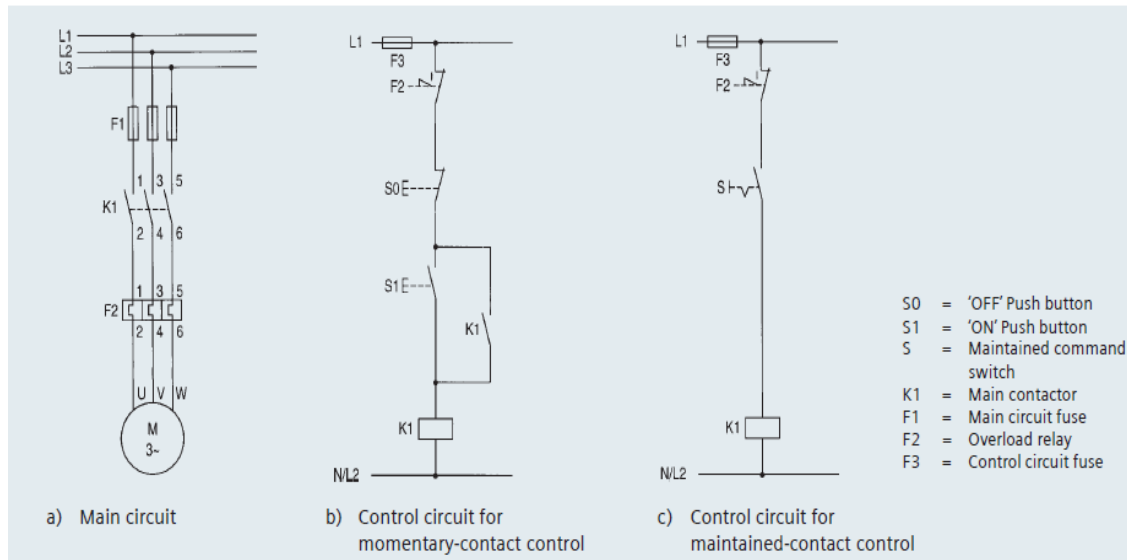 L1
L2
L3
F1
1 3 5
K1
2 4 6
1 3 5
F2
2 4 6
U V W
M
3~
a) Main circuit
L1
F3
F2
S0
S1
K1
K1
N/L2
b) Control circuit for
momentary-contact control
L1
F3
F2
S
K1
N/L2
c) Control circuit for
maintained-contact control
S0 = 'OFF' Push button
S1 = 'ON' Push button
S = Maintained command
switch
K1 = Main contactor
F1 = Main circuit fuse
F2 = Overload relay
F3 = Control circuit fuse